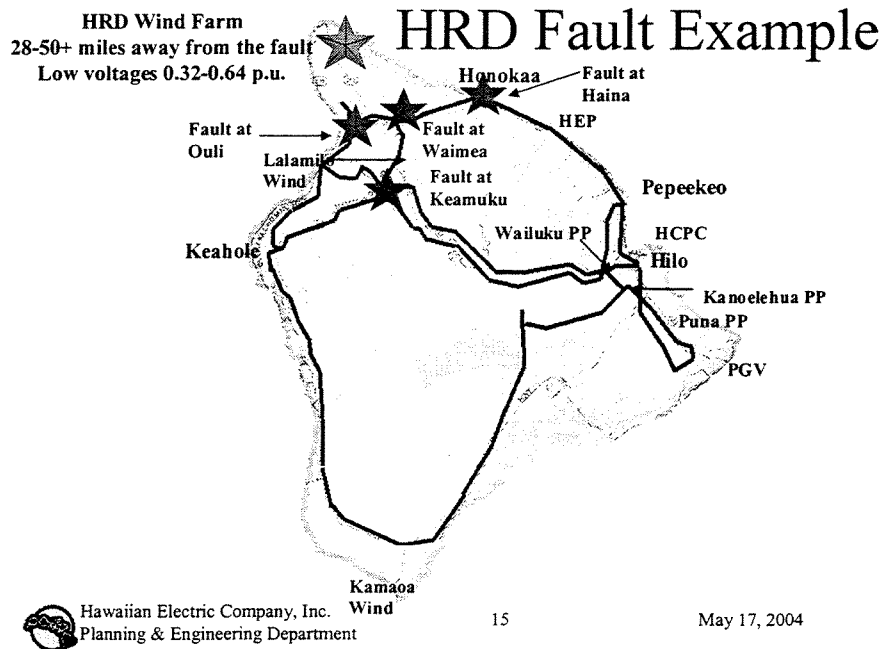 HRD Wind Farm
28-50+ miles away from the fault
Low voltages 0.32-0.64 p.u.
HRD Fault Example
Honokaa
Fault at
Haina
HEP
Fault at
Ouli
Fault at
Waimea
Lalamilo
Wind
Fault at
Keamuku
Pepeekeo
Wailuku PP
HCPC
Keahole
Hilo
Kanoelehua PP
Puna PP
PGV
Kamaoa
Wind
Hawaiian Electric Company, Inc.
Planning & Engineering Department
15
May 17, 2004